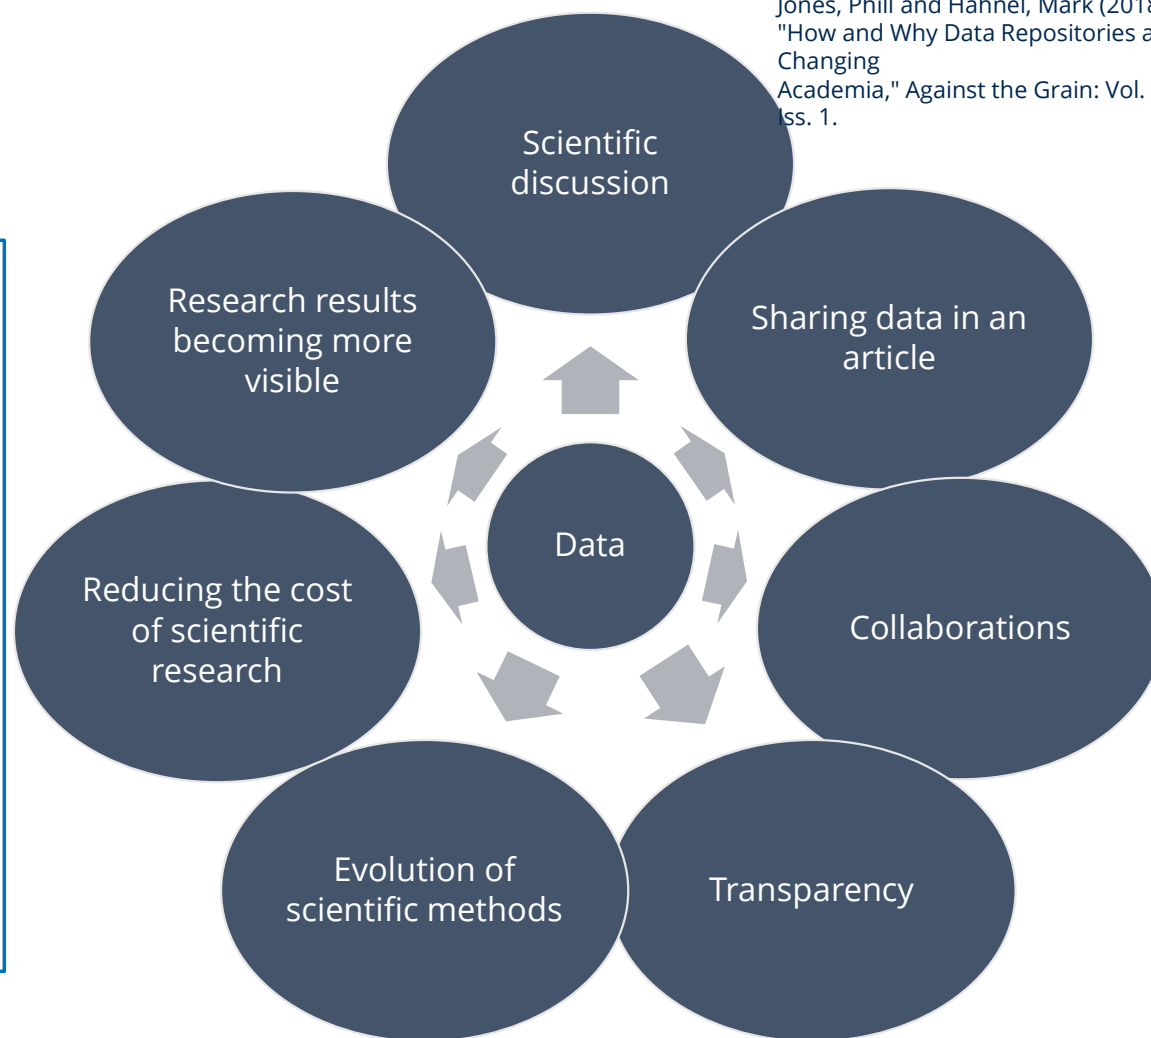 Jones, Phill and Hahnel, Mark (2018
"How and Why Data Repositories a
Changing
Academia," Against the Grain: Vol.
Iss. 1.
Scientific
discussion
Sharing data in an
article
Collaborations
Transparency
Evolution of
scientific methods
Reducing the cost
of scientific
research
Research results
becoming more
visible
Data